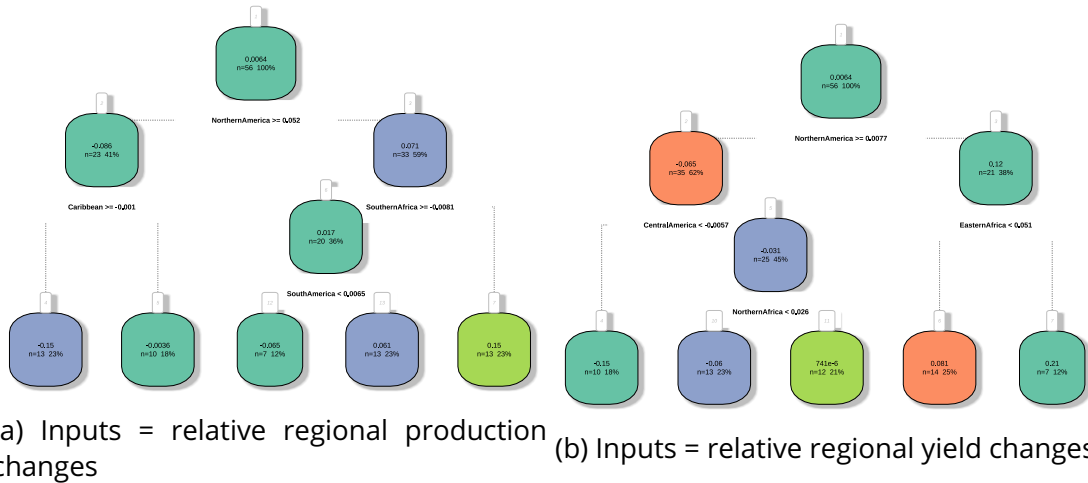 0.0064
n=56 100%
NorthernAmerica >= 0.052
-0.086
n=23 41%
0.071
n=33 59%
Caribbean >= -0.001
SouthernAfrica >= -0.0081
0.017
n=20 36%
SouthAmerica < 0.0065
-0.15
n=13 23%
-0.0036
n=10 18%
12
-0.065
n=7 12%
13
0.061
n=13 23%
0.15
n=13 23%
a) Inputs = relative regional production
changes
0.0064
n=56 100%
NorthernAmerica >= 0.0077
-0.065
n=35 62%
0.12
n=21 38%
CentralAmerica < -0.0057
EasternAfrica < 0.051
-0.031
n=25 45%
NorthernAfrica < 0.026
-0.15
n=10 18%
10
-0.06
n=13 23%
11
741e-6
n=12 21%
0.081
n=14 25%
0.21
n=7 12%
(b) Inputs = relative regional yield changes